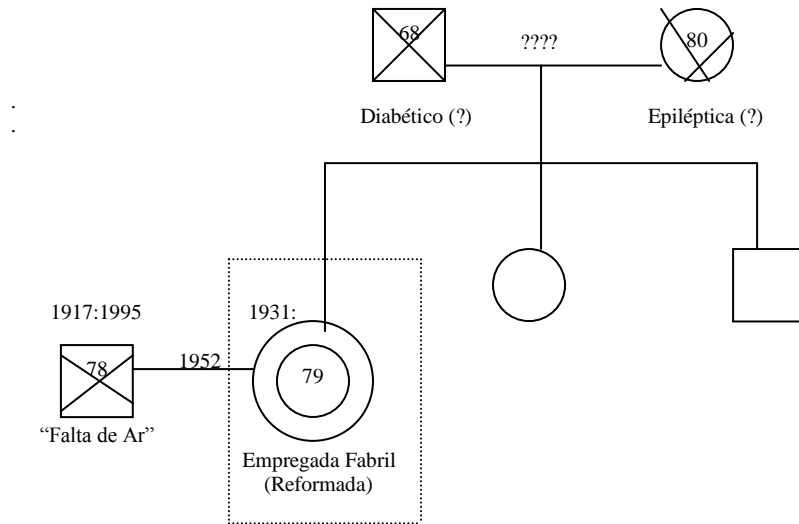 68
????
80
Diabético (?)
Epiléptica (?)
:
1917:1995
1931:
78
1952
79
“Falta de Ar”
Empregada Fabril
(Reformada)